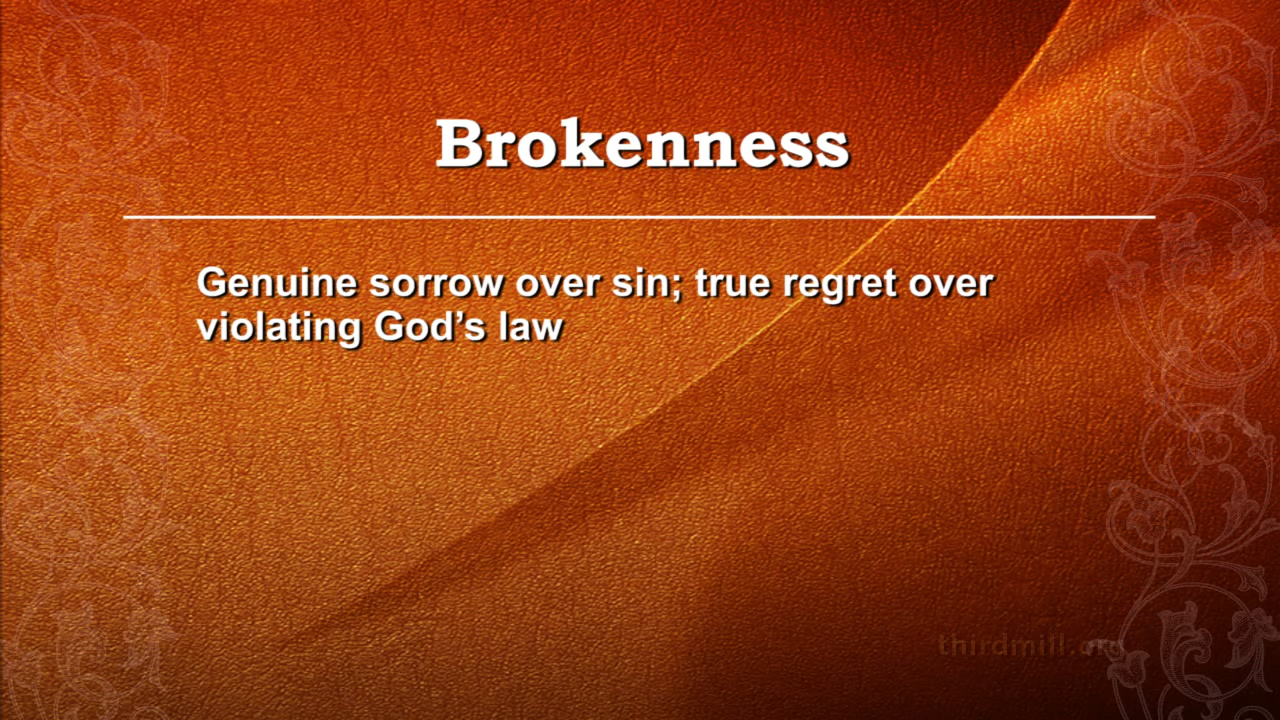 Brokenness
Genuine sorrow over sin; true regret over
violating God’s law
thirdmill.org